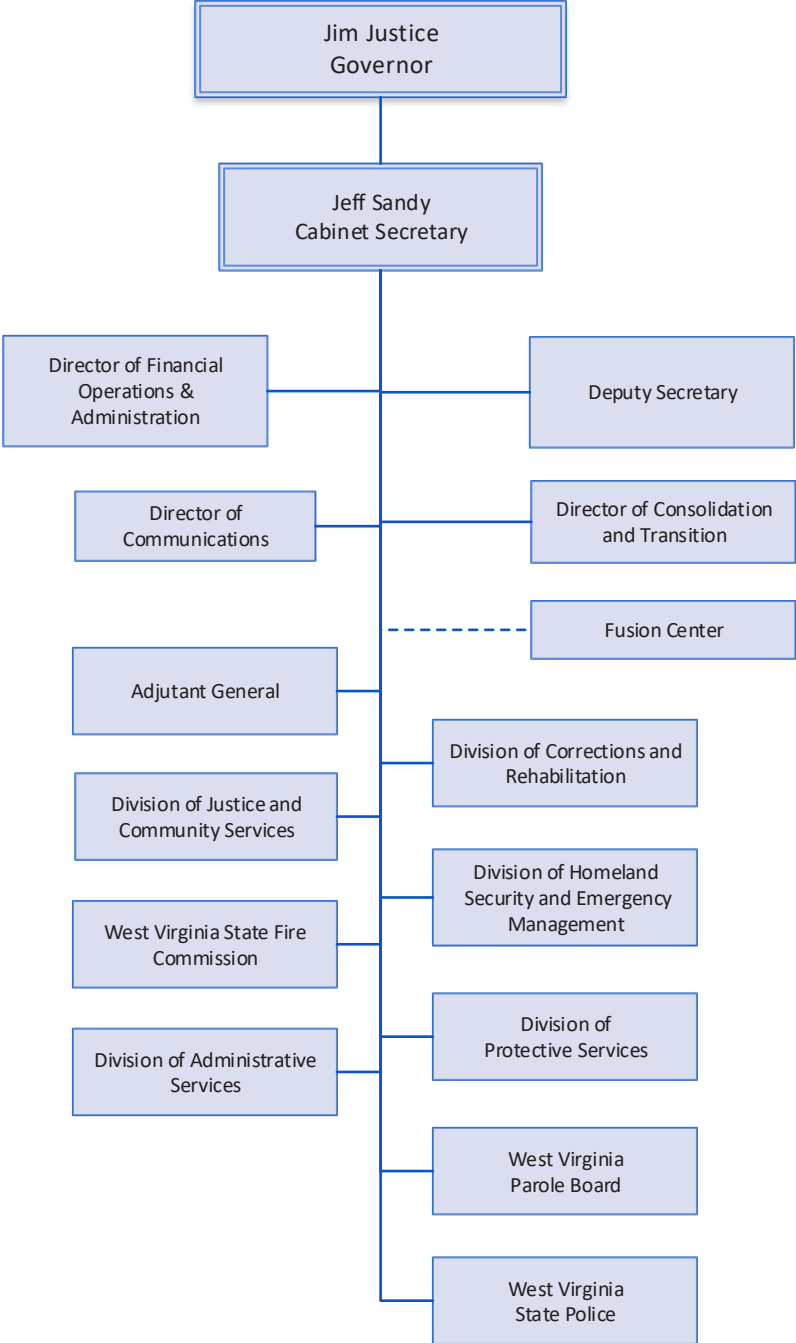 Jim Justice
Governor
Jeff Sandy
Cabinet Secretary
Director of Financial
Operations &
Administration
Deputy Secretary
Director of
Communications
Director of Consolidation
and Transition
Fusion Center
Adjutant General
Division of Corrections and
Rehabilitation
Division of Justice and
Community Services
Division of Homeland
Security and Emergency
Management
West Virginia State Fire
Commission
Division of
Protective Services
Division of Administrative
Services
West Virginia
Parole Board
West Virginia
State Police